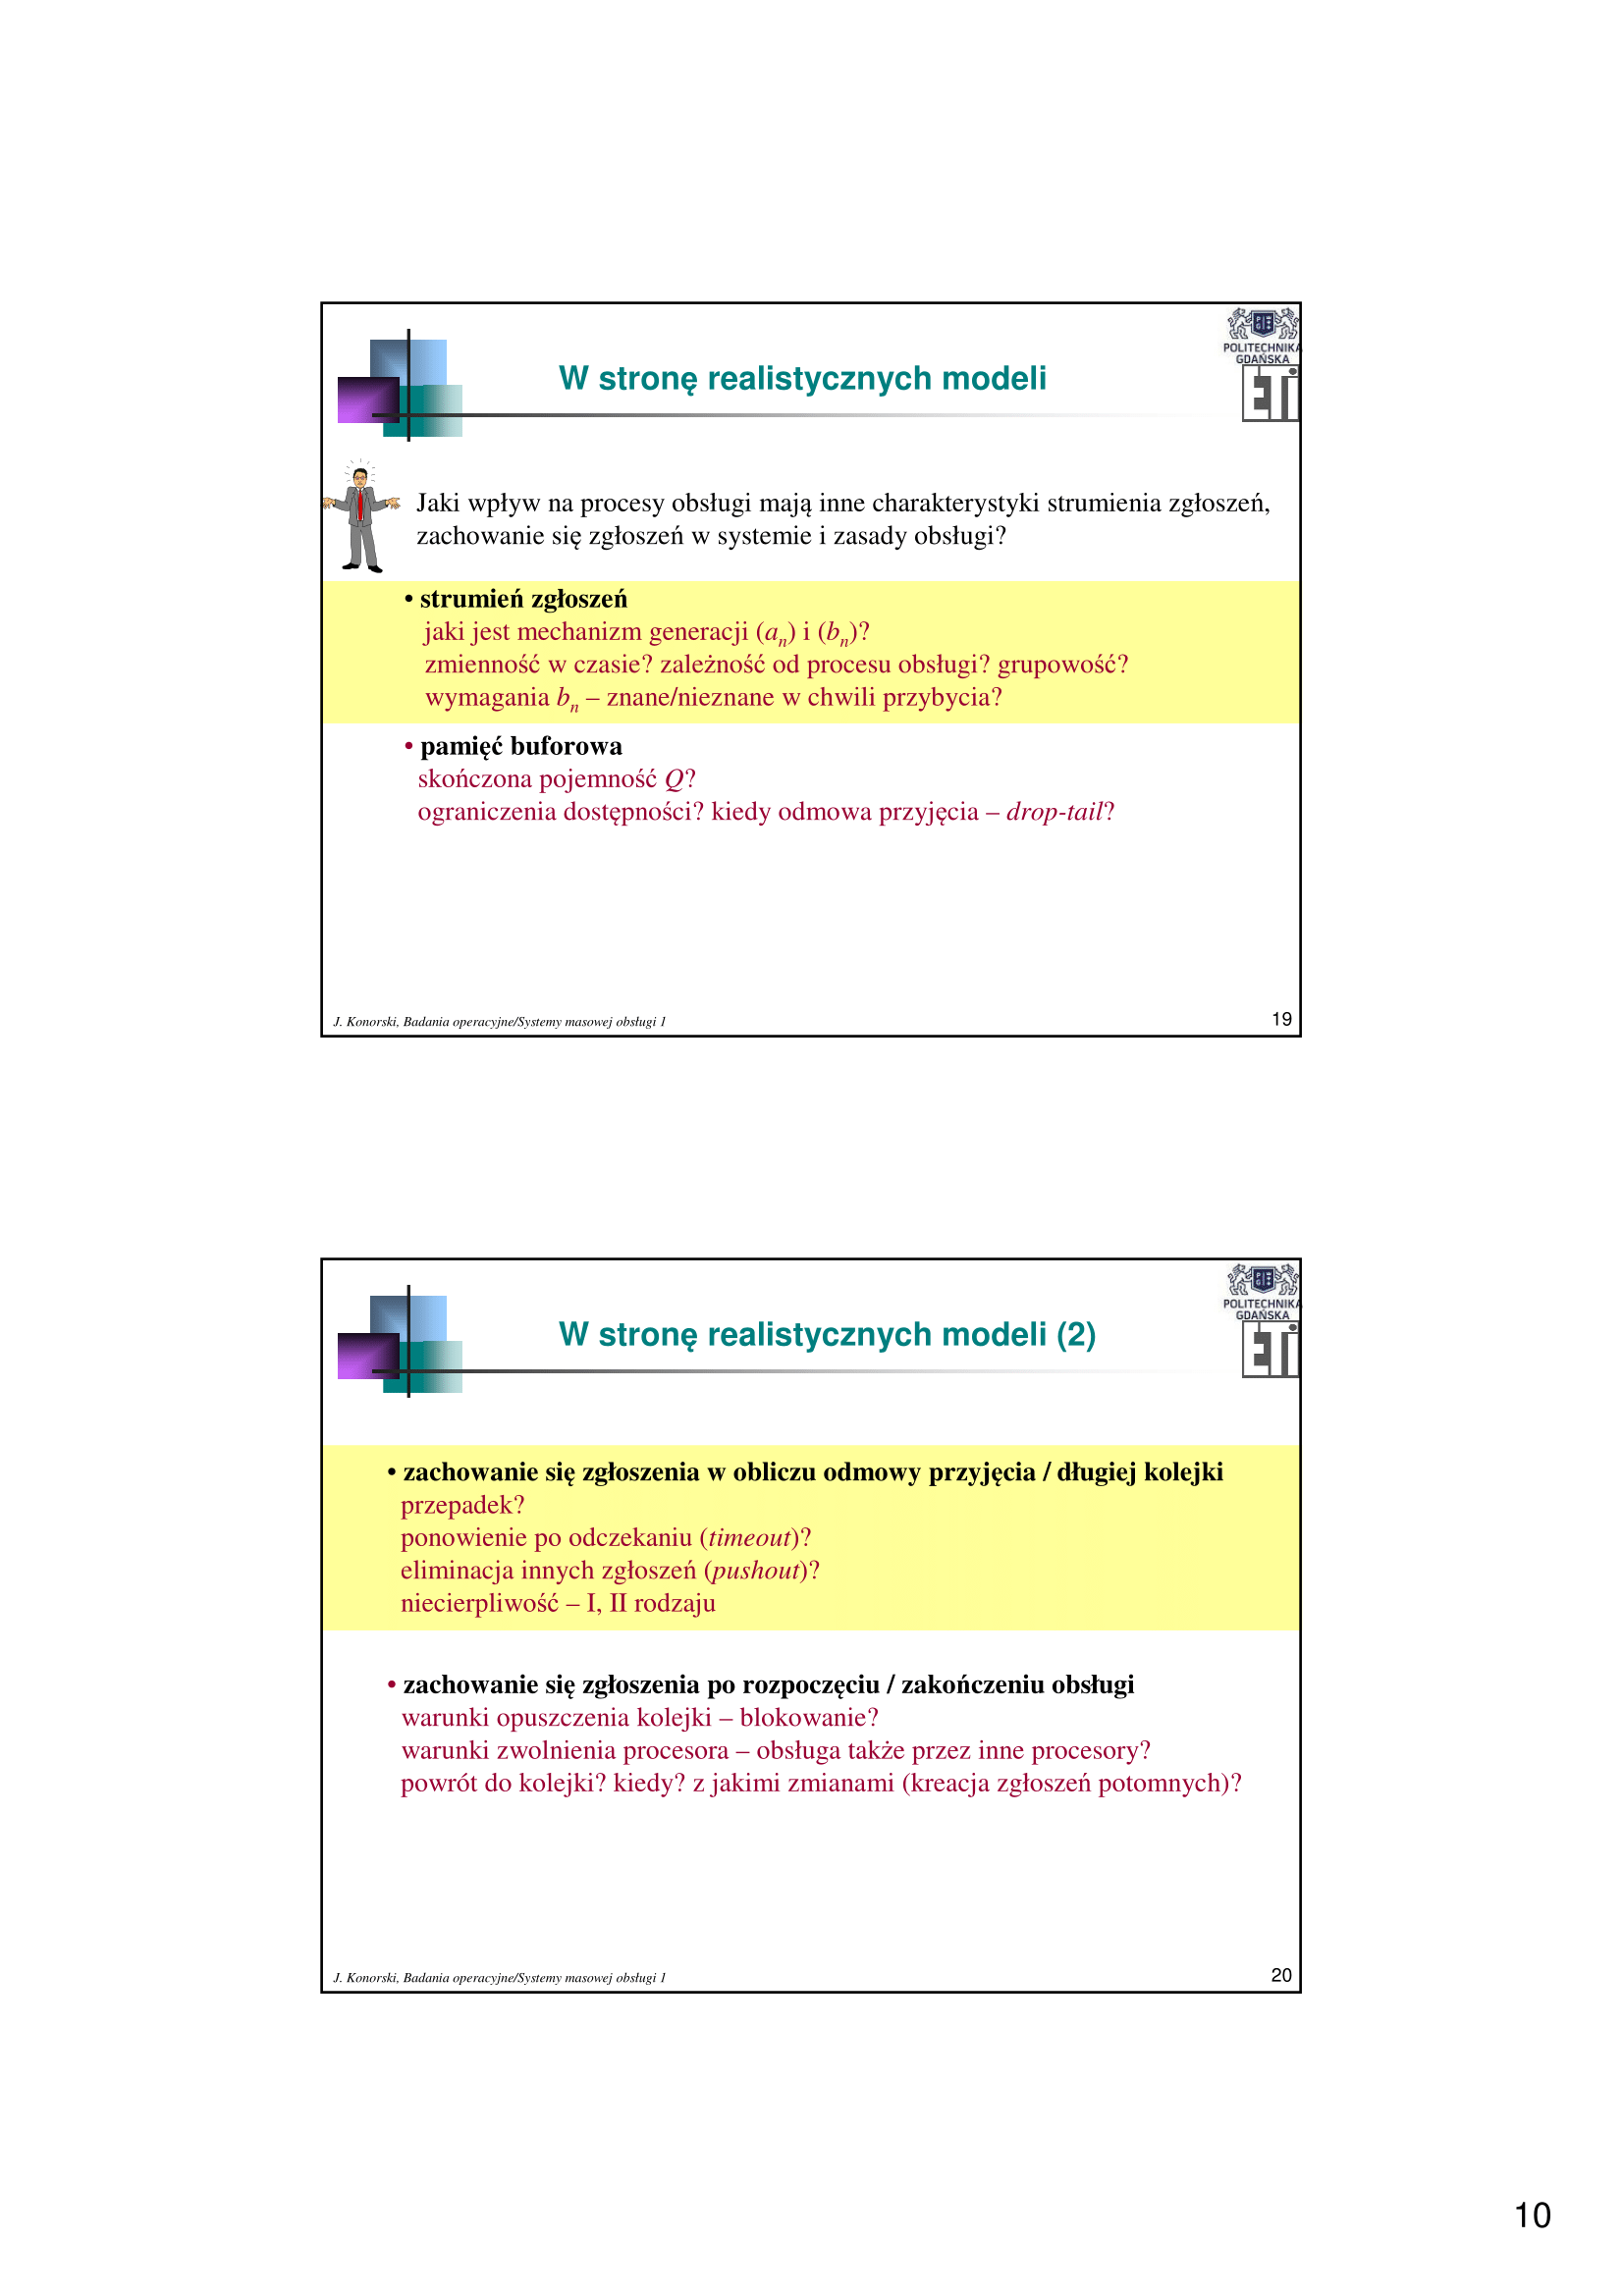 POLITECHNIKA
GDAŃSKA
ETI
W stronę realistycznych modeli
Jaki wpływ na procesy obsługi mają inne charakterystyki strumienia zgłoszeń,
zachowanie się zgłoszeń w systemie i zasady obsługi?
• strumień zgłoszeń
jaki jest mechanizm generacji (aₙ) i (bₙ)?
zmienność w czasie? zależność od procesu obsługi? grupowość?
wymagania bₙ – znane/nieznane w chwili przybycia?
• pamięć buforowa
skończona pojemność Q?
ograniczenia dostępności? kiedy odmowa przyjęcia – drop-tail?
J. Konorski, Badania operacyjne/Systemy masowej obsługi 1
19
POLITECHNIKA
GDAŃSKA
ETI
W stronę realistycznych modeli (2)
• zachowanie się zgłoszenia w obliczu odmowy przyjęcia / długiej kolejki
przepadek?
ponowienie po odczekaniu (timeout)?
eliminacja innych zgłoszeń (pushout)?
niecierpliwość – I, II rodzaju
• zachowanie się zgłoszenia po rozpoczęciu / zakończeniu obsługi
warunki opuszczenia kolejki – blokowanie?
warunki zwolnienia procesora – obsługa także przez inne procesory?
powrót do kolejki? kiedy? z jakimi zmianami (kreacja zgłoszeń potomnych)?
J. Konorski, Badania operacyjne/Systemy masowej obsługi 1
20
10